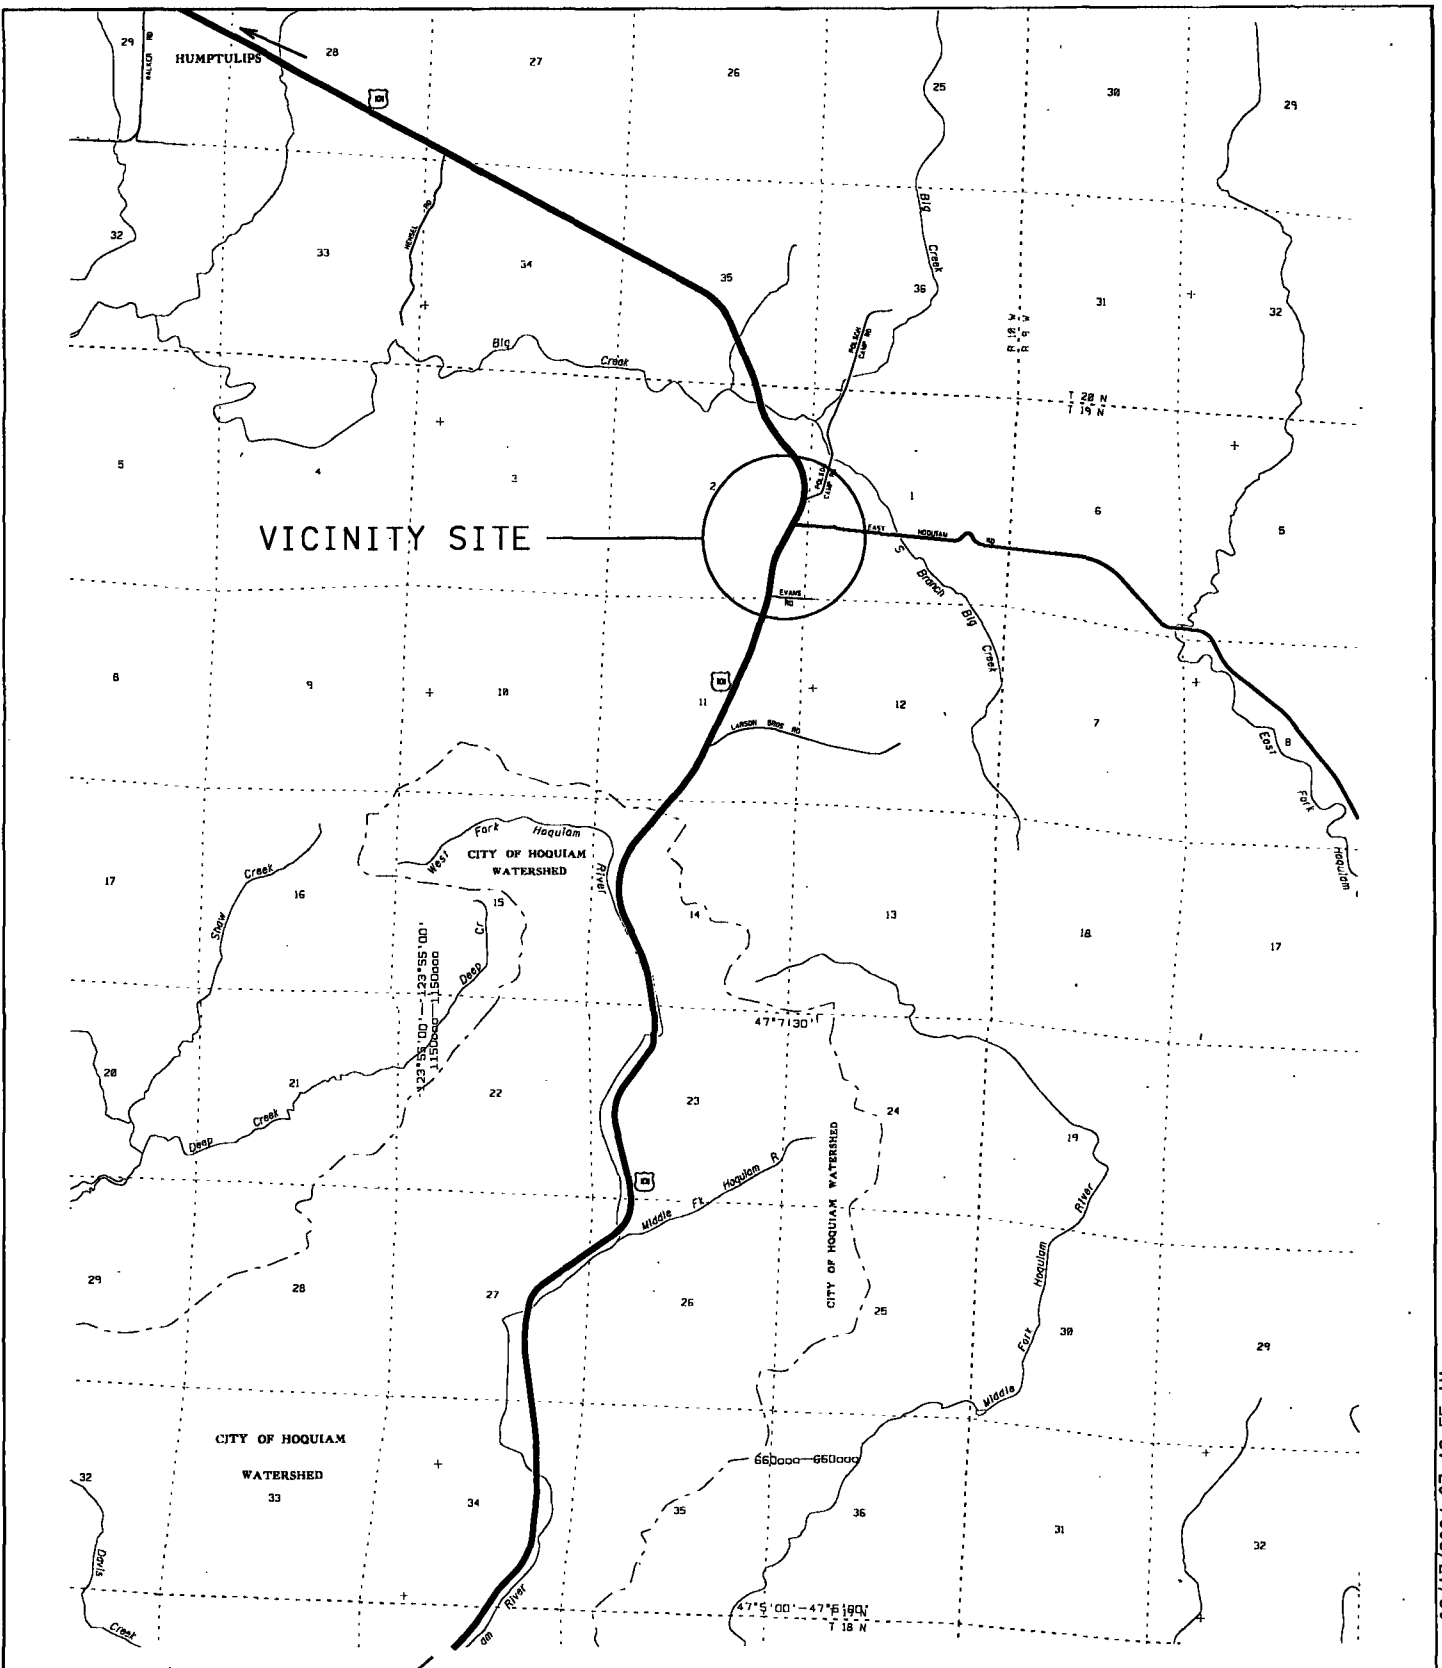 29
WALKER RD
HUMPTULIPS
28
27
26
25
30
29
101
32
33
HENSEL RD
34
35
Big
Creek
36
31
32
R 10 W
R 9 W
POLSON
CAMP RD
Big
Creek
T 20 N
T 19 N
5
4
3
2
POLSO
CAMP RD
1
6
5
VICINITY SITE
EAST HOQUIAM RD
S Branch Big Creek
EVANS
RD
8
9
10
101
11
12
7
8
LARSON BROS RD
East Fork Hoquiam
West Fork Hoquiam River
CITY OF HOQUIAM
WATERSHED
Shaw Creek
17
16
15
14
13
18
17
Deep Cr
123°55'00"—123°55'00"
1150000—1150000
47°7'30"
20
21
22
23
24
19
Deep Creek
101
Middle Fk Hoquiam R
CITY OF HOQUIAM WATERSHED
Middle Fork Hoquiam River
29
28
27
26
25
30
29
CITY OF HOQUIAM
WATERSHED
660000—660000
32
33
34
35
36
31
32
Davis
Creek
am River
47°5'00"—47°5'00"
T 19 N
T 18 N